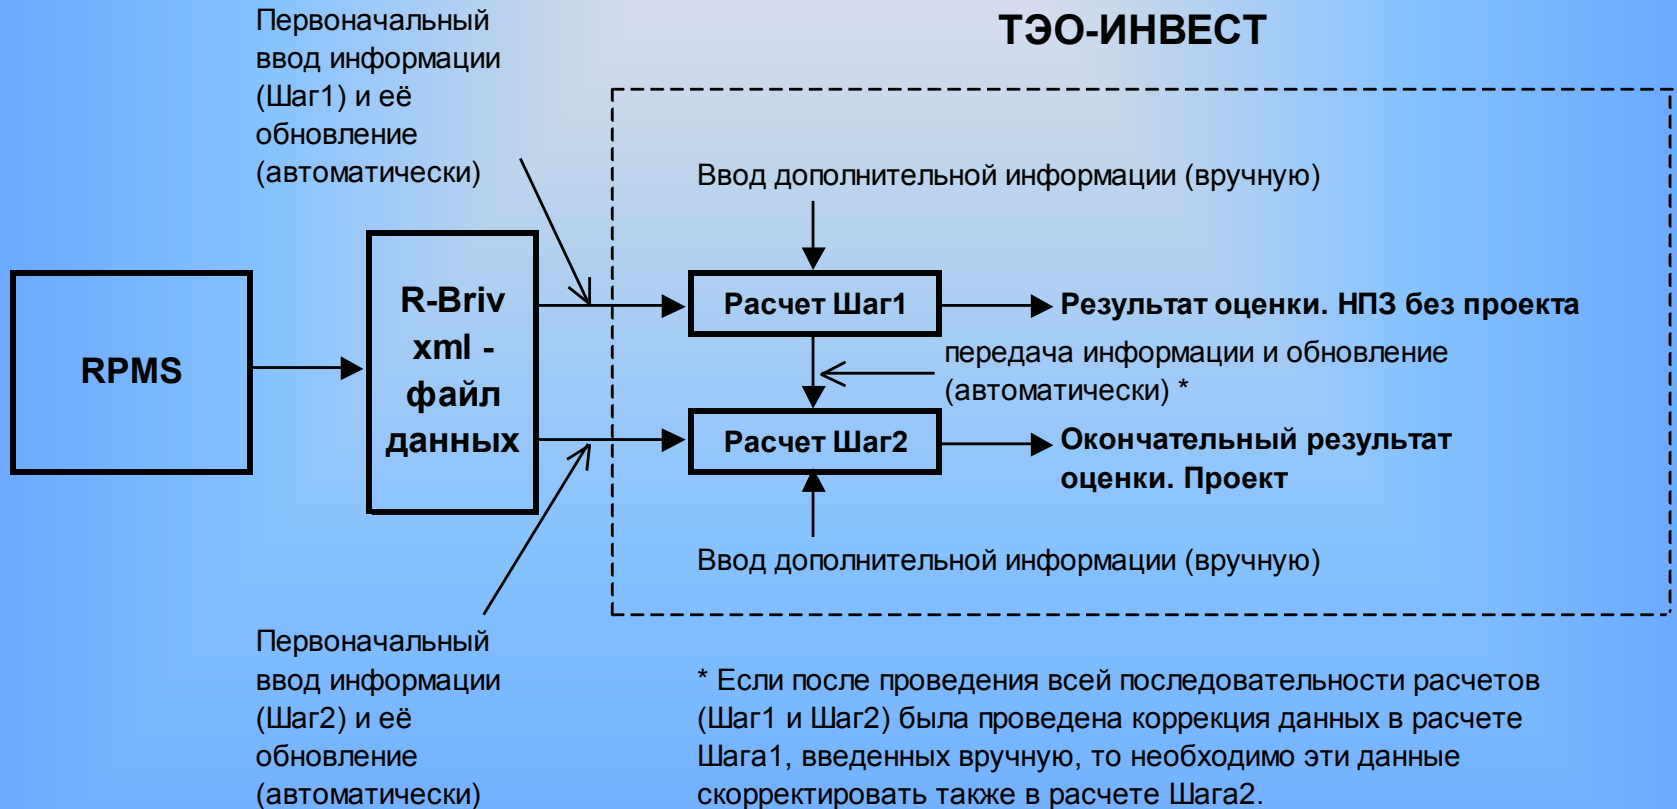 ТЭО-ИНВЕСТ
Первоначальный
ввод информации
(Шаг1) и её
обновление
(автоматически)
Ввод дополнительной информации (вручную)
RPMS
R-Briv
xml -
файл
данных
Расчет Шаг1
Результат оценки. НПЗ без проекта
передача информации и обновление
(автоматически) *
Расчет Шаг2
Окончательный результат
оценки. Проект
Ввод дополнительной информации (вручную)
Первоначальный
ввод информации
(Шаг2) и её
обновление
(автоматически)
* Если после проведения всей последовательности расчетов
(Шаг1 и Шаг2) была проведена коррекция данных в расчете
Шага1, введенных вручную, то необходимо эти данные
скорректировать также в расчете Шага2.